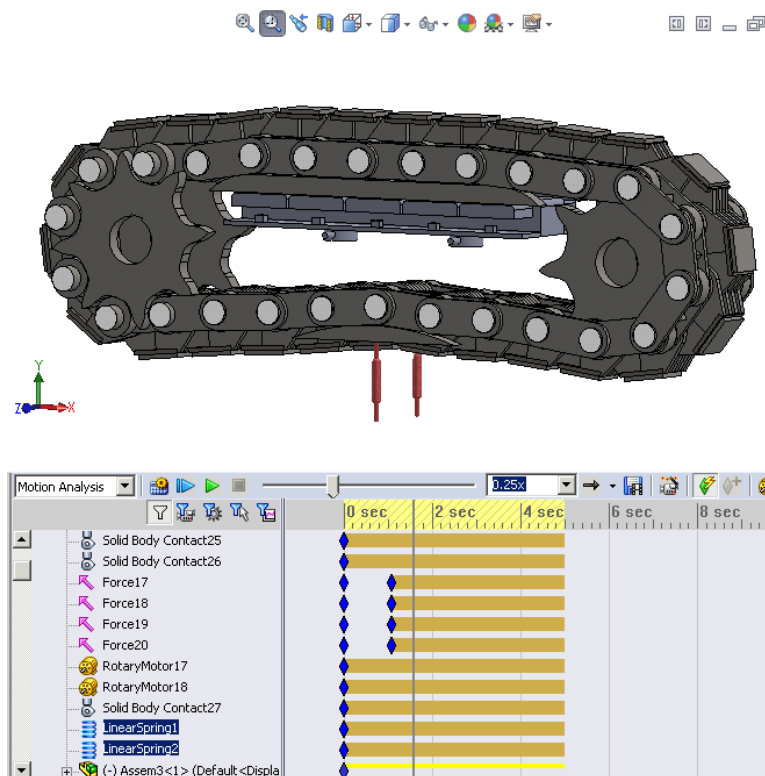 Y
Z X
Motion Analysis 0.25x
0 sec 2 sec 4 sec 6 sec 8 sec
Solid Body Contact25
Solid Body Contact26
Force17
Force18
Force19
Force20
RotaryMotor17
RotaryMotor18
Solid Body Contact27
LinearSpring1
LinearSpring2
(-) Assem3<1> (Default<Displa